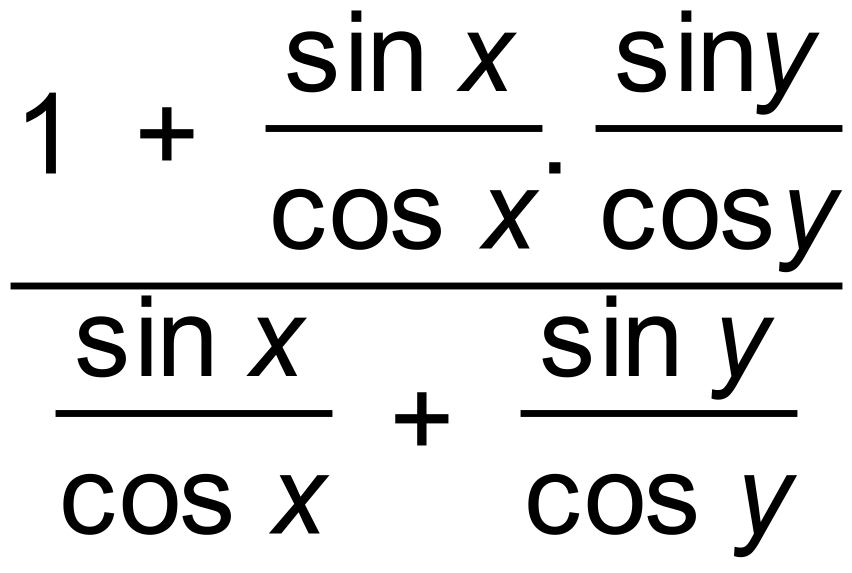 1 + sin x / cos x . siny / cosy
sin x / cos x + sin y / cos y